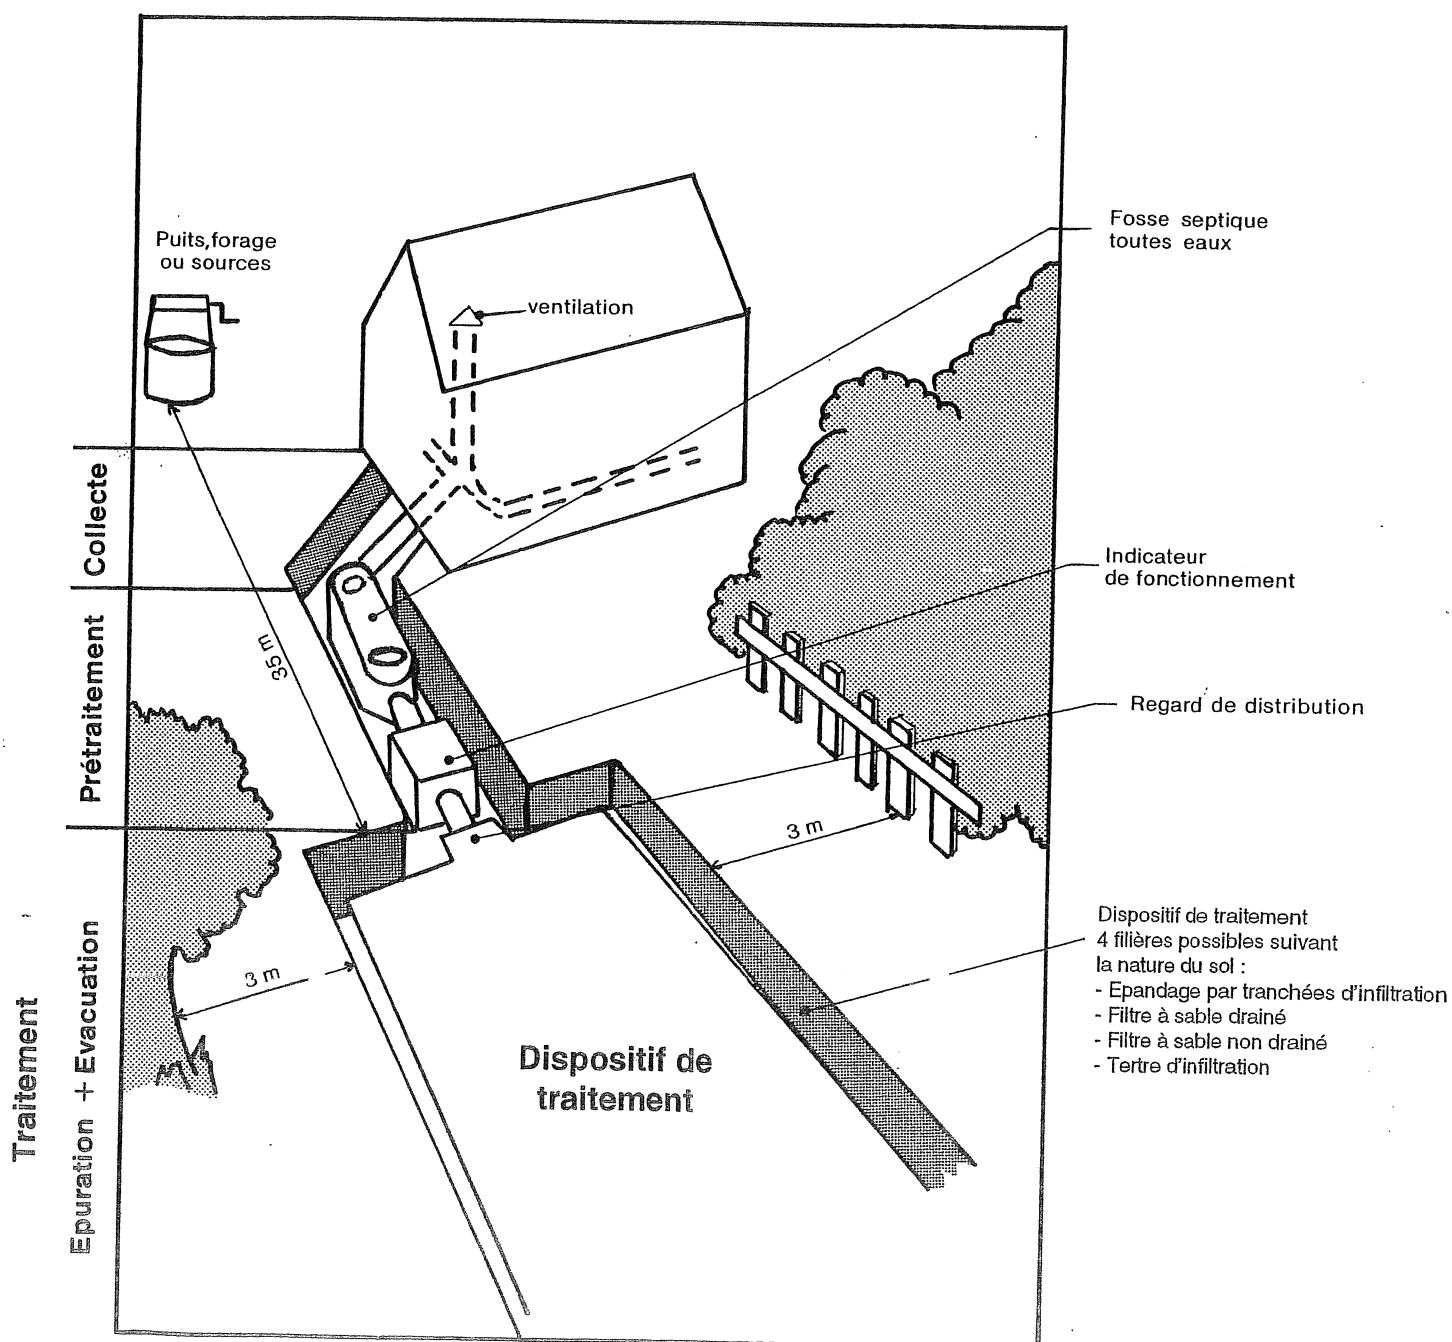 Fosse septique
toutes eaux
Puits,forage
ou sources
ventilation
Collecte
Indicateur
de fonctionnement
Prétraitement
35 m
Regard de distribution
3 m
Dispositif de traitement
4 filières possibles suivant
la nature du sol :
- Epandage par tranchées d'infiltration
- Filtre à sable drainé
- Filtre à sable non drainé
- Tertre d'infiltration
3 m
Traitement
Epuration + Evacuation
Dispositif de
traitement